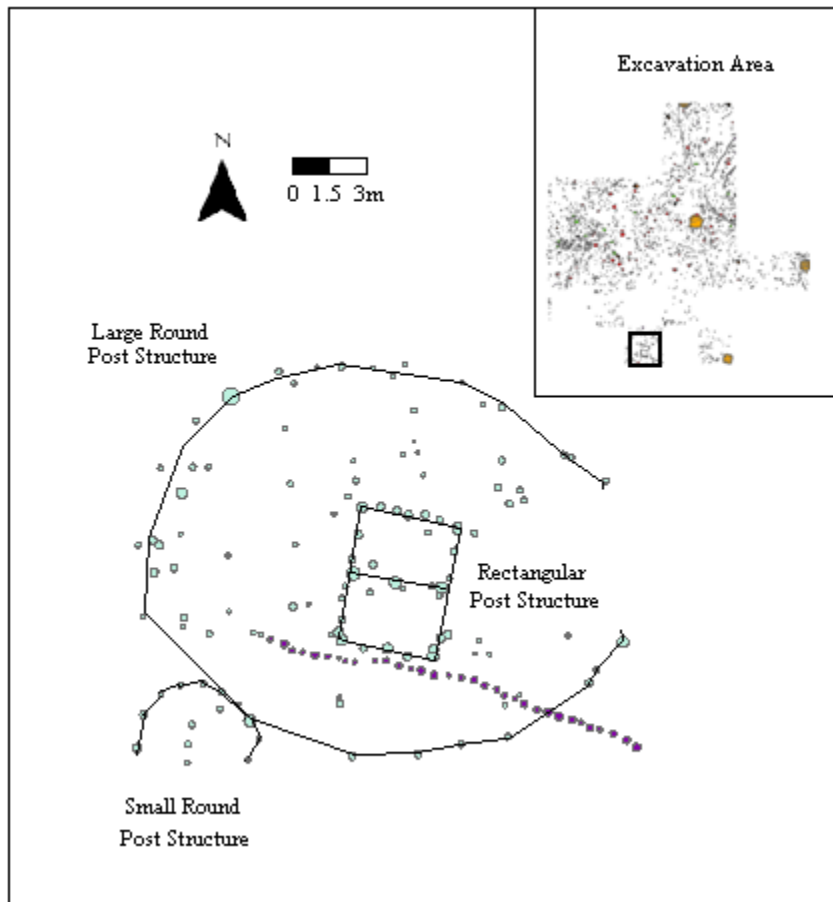 Excavation Area
N
0 1.5 3m
Large Round
Post Structure
Rectangular
Post Structure
Small Round
Post Structure